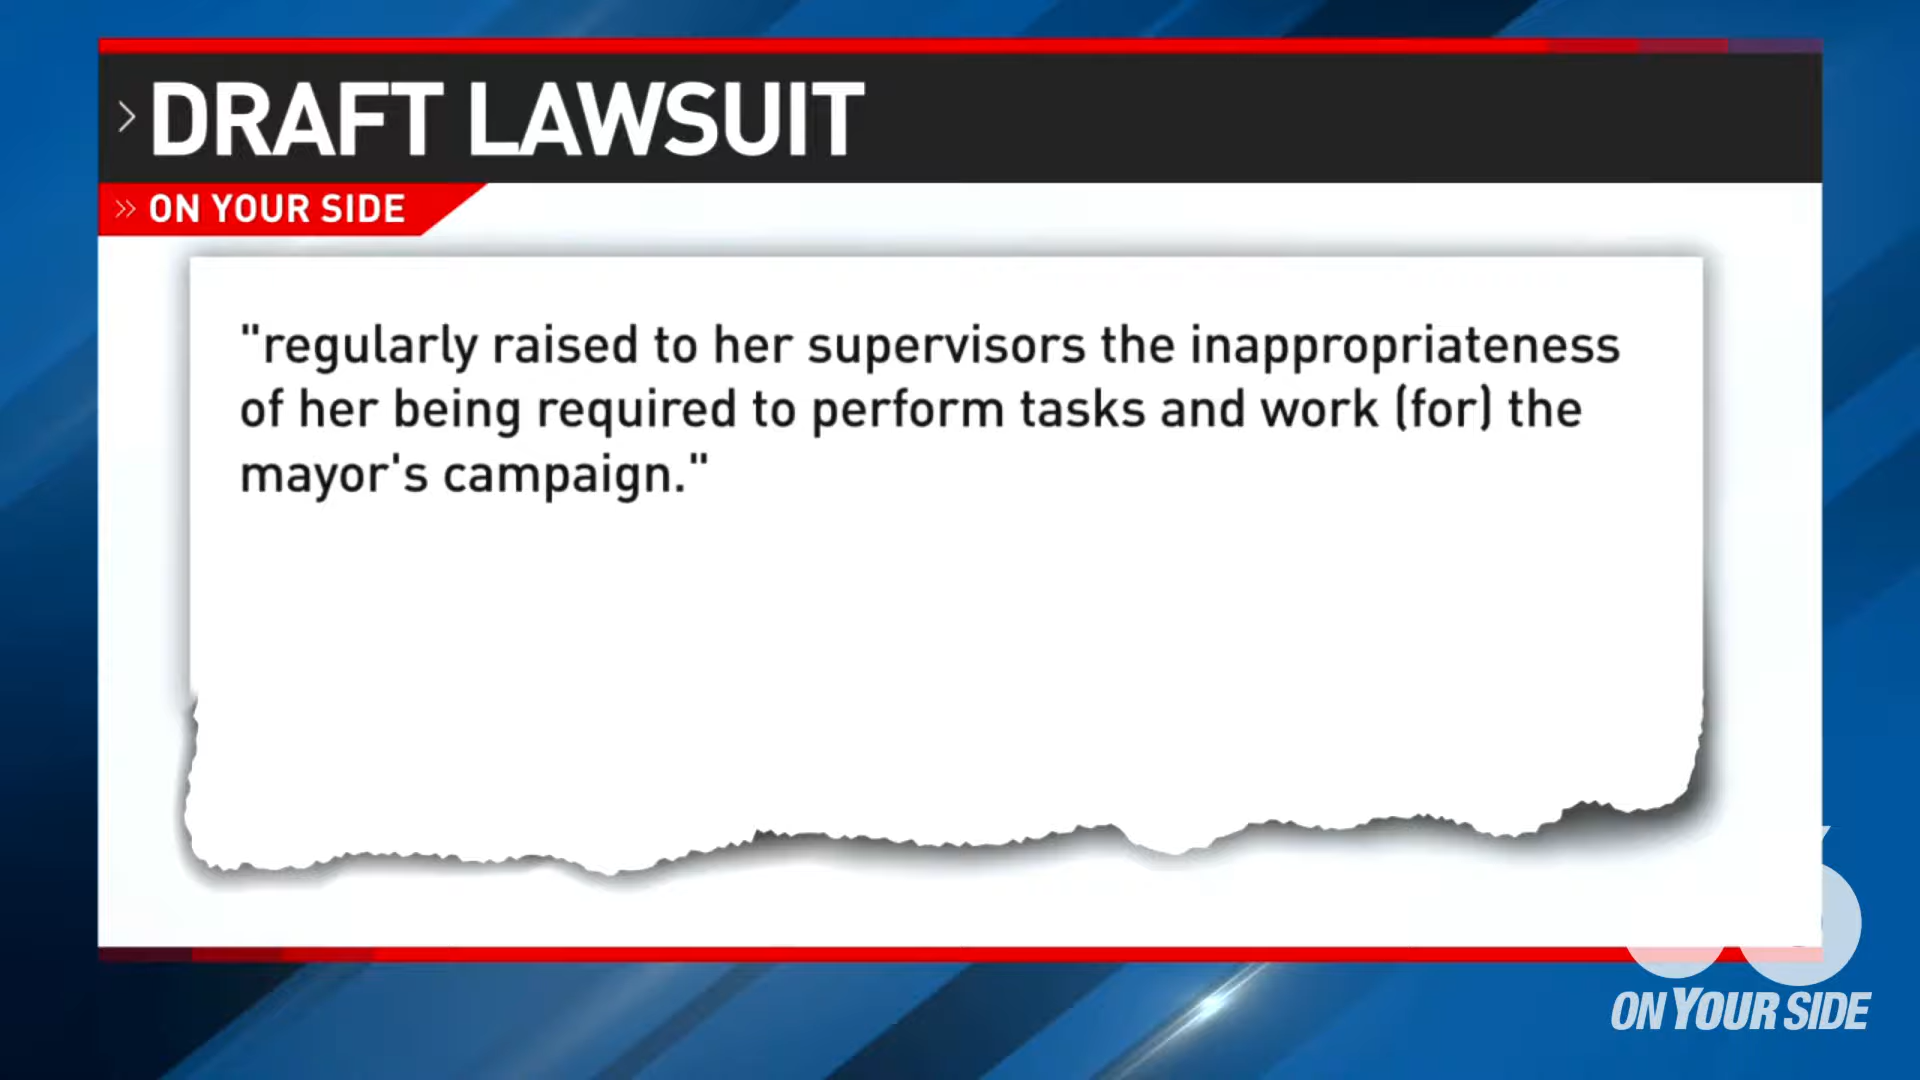 DRAFT LAWSUIT
ON YOUR SIDE
"regularly raised to her supervisors the inappropriateness
of her being required to perform tasks and work (for) the
mayor's campaign."
ON YOUR SIDE